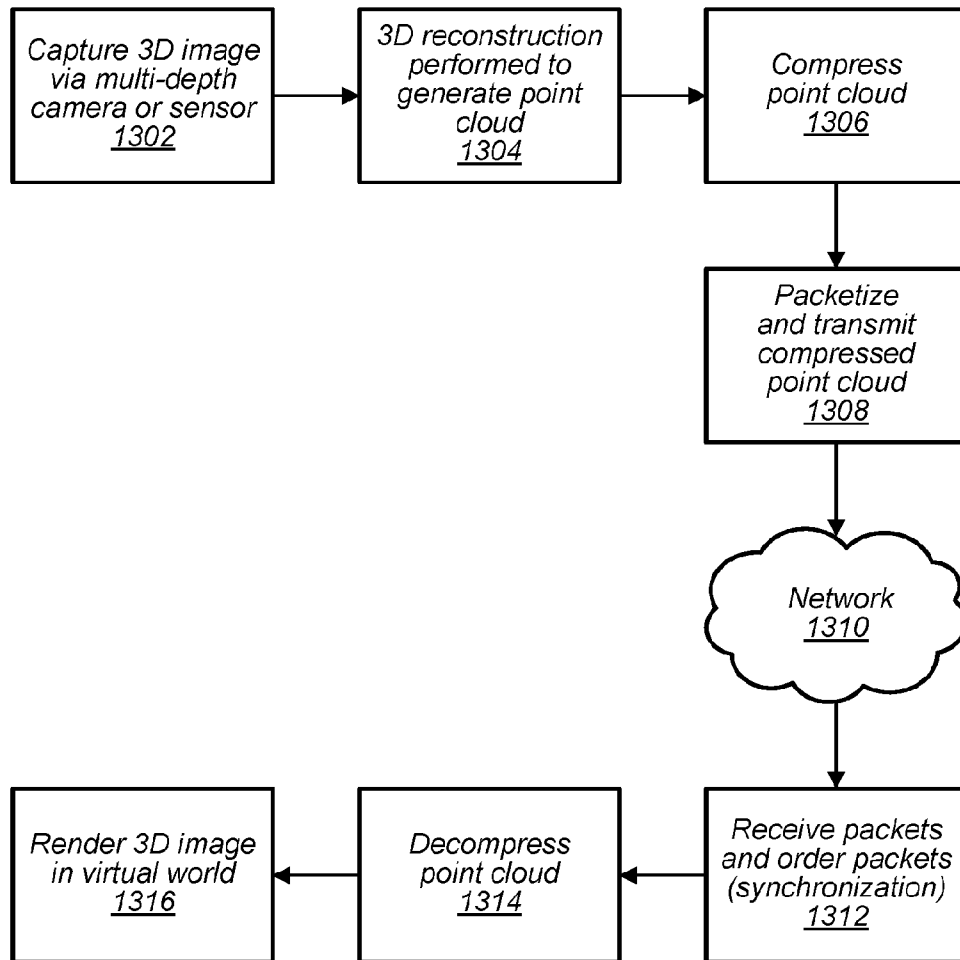 Capture 3D image
via multi-depth
camera or sensor
1302
3D reconstruction
performed to
generate point
cloud
1304
Compress
point cloud
1306
Packetize
and transmit
compressed
point cloud
1308
Network
1310
Receive packets
and order packets
(synchronization)
1312
Decompress
point cloud
1314
Render 3D image
in virtual world
1316